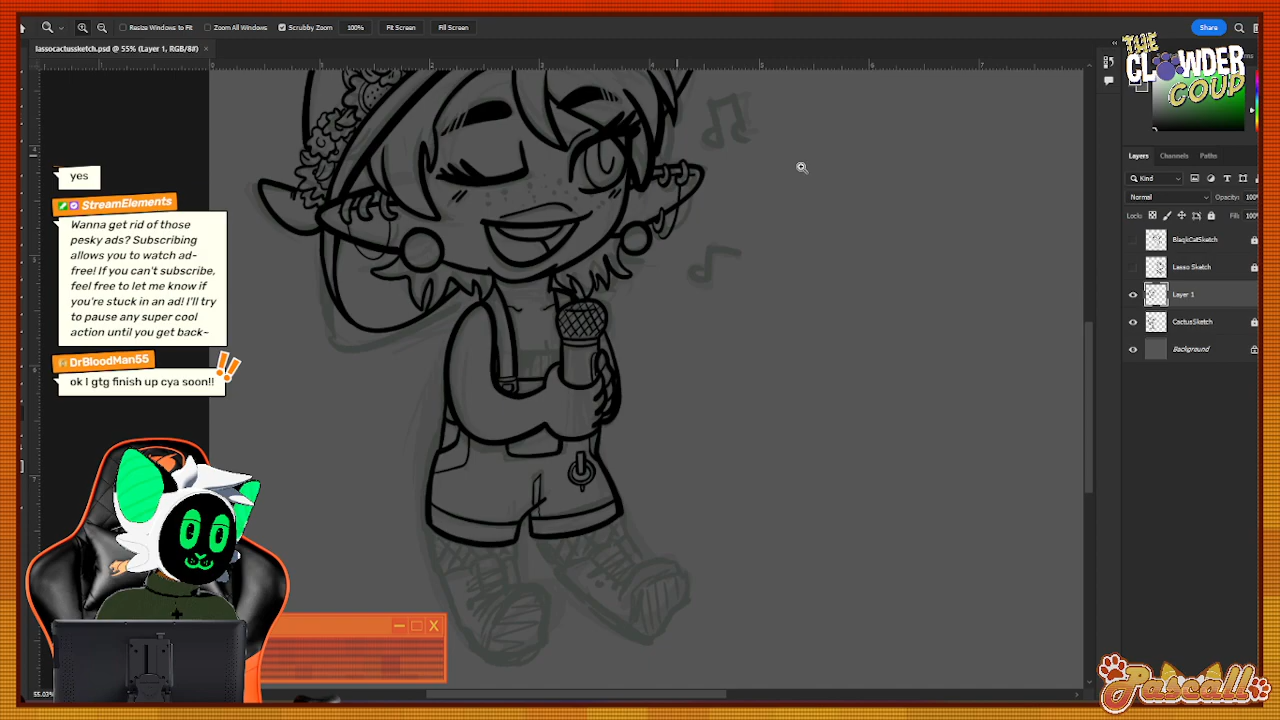 Resize Windows to Fit
Zoom All Windows
Scrubby Zoom
100%
Fit Screen
Fill Screen
Share
lassocactussketch.psd @ 55% (Layer 1, RGB/8#)
THE
CLOWDER
COUP
yes
StreamElements
Wanna get rid of those
pesky ads? Subscribing
allows you to watch ad-
free! If you can't subscribe,
feel free to let me know if
you're stuck in an ad! I'll try
to pause any super cool
action until you get back~
DrBloodMan55
ok I gtg finish up cya soon!!
Layers
Channels
Paths
Kind
Normal
Opacity:
Lock:
Fill:
Lasso Sketch
Layer 1
CactusSketch
Background
Pascall